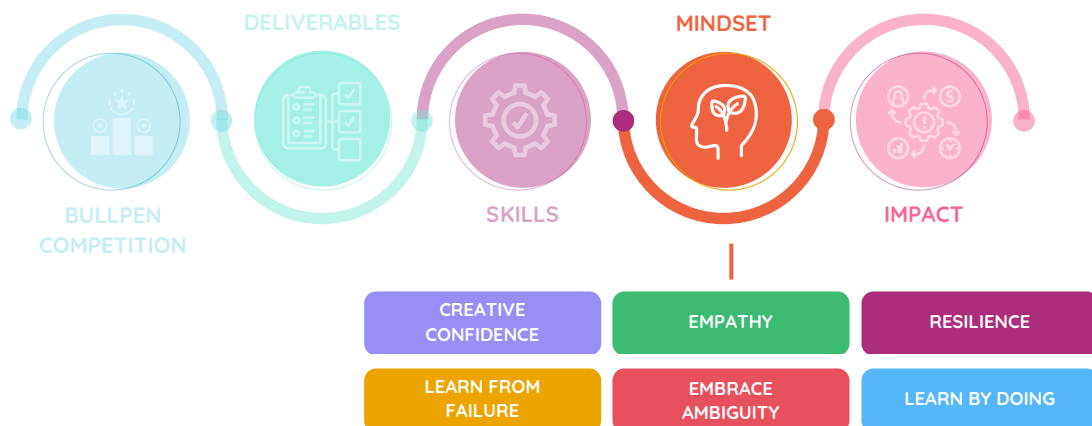 DELIVERABLES
MINDSET
BULLPEN
COMPETITION
SKILLS
IMPACT
CREATIVE
CONFIDENCE
EMPATHY
RESILIENCE
LEARN FROM
FAILURE
EMBRACE
AMBIGUITY
LEARN BY DOING